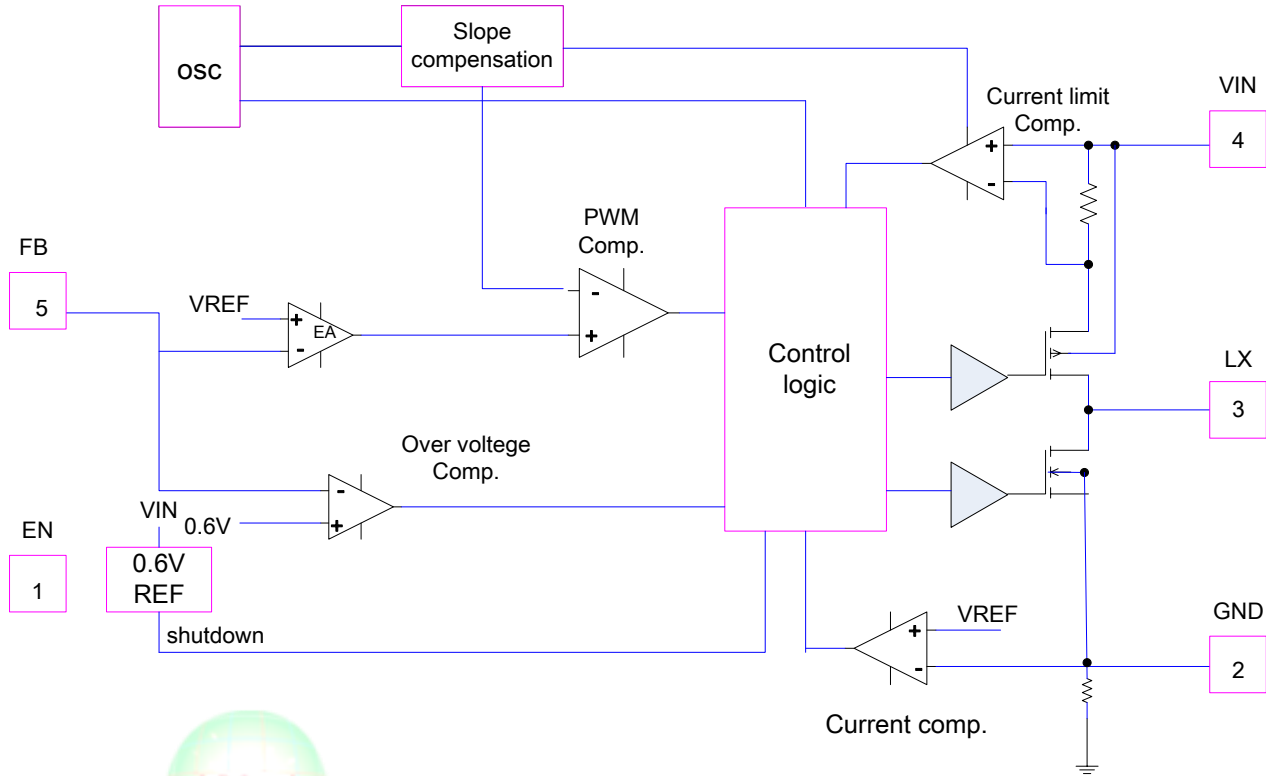 osc
Slope
compensation
Current limit
Comp.
VIN
4
+
-
PWM
Comp.
FB
5
VREF
+
-
EA
-
+
Control
logic
LX
3
Over voltege
Comp.
-
+
VIN
0.6V
EN
1
0.6V
REF
shutdown
VREF
+
-
GND
2
Current comp.